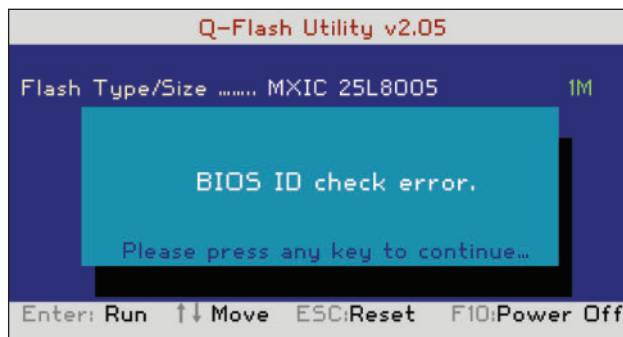 Q-Flash Utility v2.05
Flash Type/Size ........ MXIC 25L8005 1M
BIOS ID check error.
Please press any key to continue...
Enter: Run ↑↓ Move ESC:Reset F10:Power Off